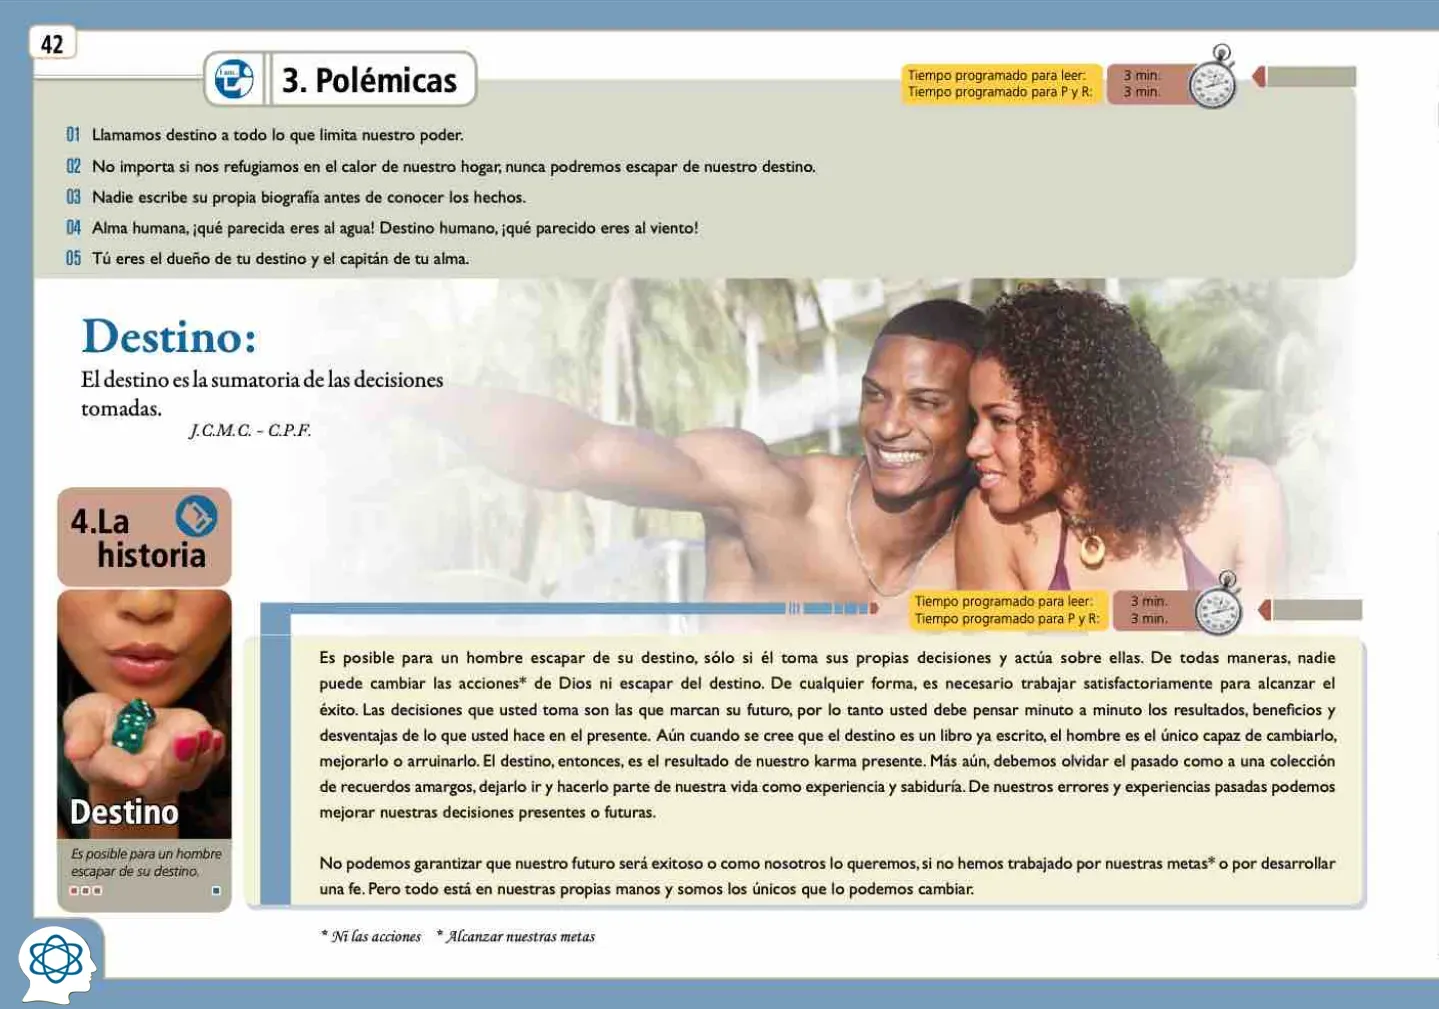 42
3. Polémicas
Tiempo programado para leer: 3 min.
Tiempo programado para P y R: 3 min.
01 Llamamos destino a todo lo que limita nuestro poder.
02 No importa si nos refugiamos en el calor de nuestro hogar, nunca podremos escapar de nuestro destino.
03 Nadie escribe su propia biografía antes de conocer los hechos.
04 Alma humana, ¡qué parecida eres al agua! Destino humano, ¡qué parecido eres al viento!
05 Tú eres el dueño de tu destino y el capitán de tu alma.
Destino:
El destino es la sumatoria de las decisiones
tomadas.
J.C.M.C. - C.P.F.
4.La
historia
Destino
Es posible para un hombre
escapar de su destino.
Tiempo programado para leer: 3 min.
Tiempo programado para P y R: 3 min.
Es posible para un hombre escapar de su destino, sólo si él toma sus propias decisiones y actúa sobre ellas. De todas maneras, nadie
puede cambiar las acciones* de Dios ni escapar del destino. De cualquier forma, es necesario trabajar satisfactoriamente para alcanzar el
éxito. Las decisiones que usted toma son las que marcan su futuro, por lo tanto usted debe pensar minuto a minuto los resultados, beneficios y
desventajas de lo que usted hace en el presente. Aún cuando se cree que el destino es un libro ya escrito, el hombre es el único capaz de cambiarlo,
mejorarlo o arruinarlo. El destino, entonces, es el resultado de nuestro karma presente. Más aún, debemos olvidar el pasado como a una colección
de recuerdos amargos, dejarlo ir y hacerlo parte de nuestra vida como experiencia y sabiduría. De nuestros errores y experiencias pasadas podemos
mejorar nuestras decisiones presentes o futuras.
No podemos garantizar que nuestro futuro será exitoso o como nosotros lo queremos, si no hemos trabajado por nuestras metas* o por desarrollar
una fe. Pero todo está en nuestras propias manos y somos los únicos que lo podemos cambiar.
* Ni las acciones * Alcanzar nuestras metas